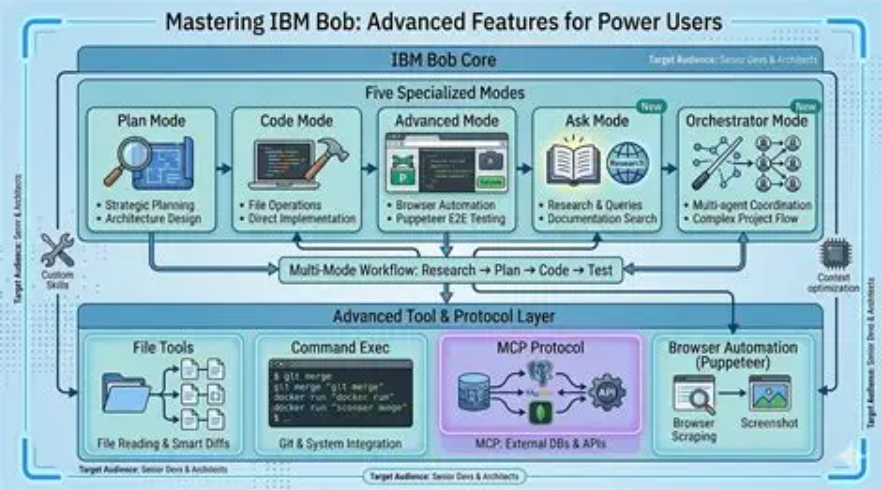 Mastering IBM Bob: Advanced Features for Power Users
IBM Bob Core
Target Audience: Senior Devs & Architects
Five Specialized Modes
Plan Mode
• Strategic Planning
• Architecture Design
Code Mode
• File Operations
• Direct Implementation
Advanced Mode
• Browser Automation
• Puppeteer E2E Testing
New
Ask Mode
Research
• Research & Queries
• Documentation Search
New
Orchestrator Mode
• Multi-agent Coordination
• Complex Project Flow
Target Audience: Senior & Architects
Custom
Skills
Multi-Mode Workflow: Research → Plan → Code → Test
Context
optimization
Target Audience: Senior Devs & Architects
Advanced Tool & Protocol Layer
File Tools
File Reading & Smart Diffs
Command Exec
$ git merge
git merge "git merge"
docker run "docker run"
docker run
$
Git & System Integration
MCP Protocol
API
MCP: External DBs & APIs
Browser Automation
(Puppeteer)
Browser
Scraping
Screenshot
Target Audience: Senior Devs & Architects
Target Audience: Senior Devs & Architects